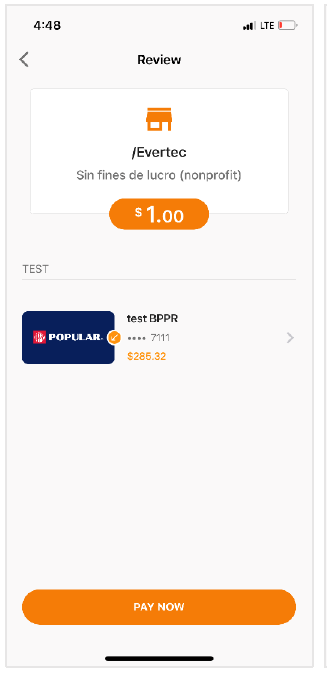 4:48
LTE
Review
/Evertec
Sin fines de lucro (nonprofit)
$ 1.00
TEST
test BPPR
POPULAR.
•••• 7111
$285.32
PAY NOW